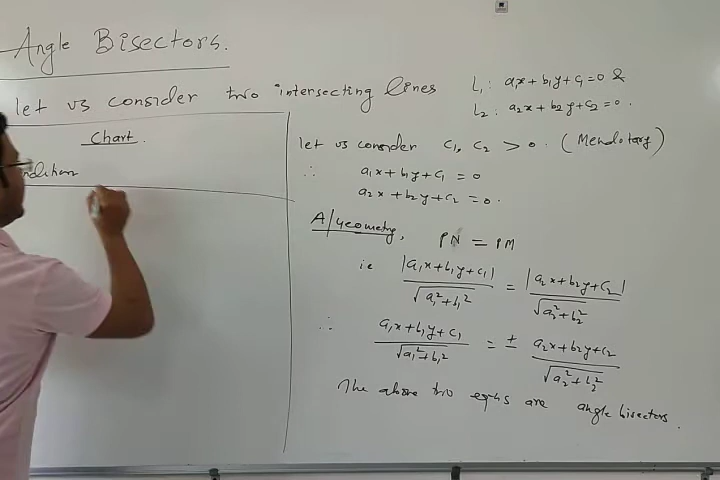 Angle Bisectors.
let us consider two intersecting lines L₁: a₁x + b₁y + c₁ = 0 &
L₂: a₂x + b₂y + c₂ = 0.
Chart.
ndition
let us consider c₁, c₂ > 0. (Mendotary)
∴ a₁x + b₁y + c₁ = 0
a₂x + b₂y + c₂ = 0.
A/Geometry, PN = PM
ie |a₁x + b₁y + c₁| / √(a₁² + b₁²) = |a₂x + b₂y + c₂| / √(a₂² + b₂²)
∴ (a₁x + b₁y + c₁) / √(a₁² + b₁²) = ± (a₂x + b₂y + c₂) / √(a₂² + b₂²)
The above two eqns are angle bisectors.